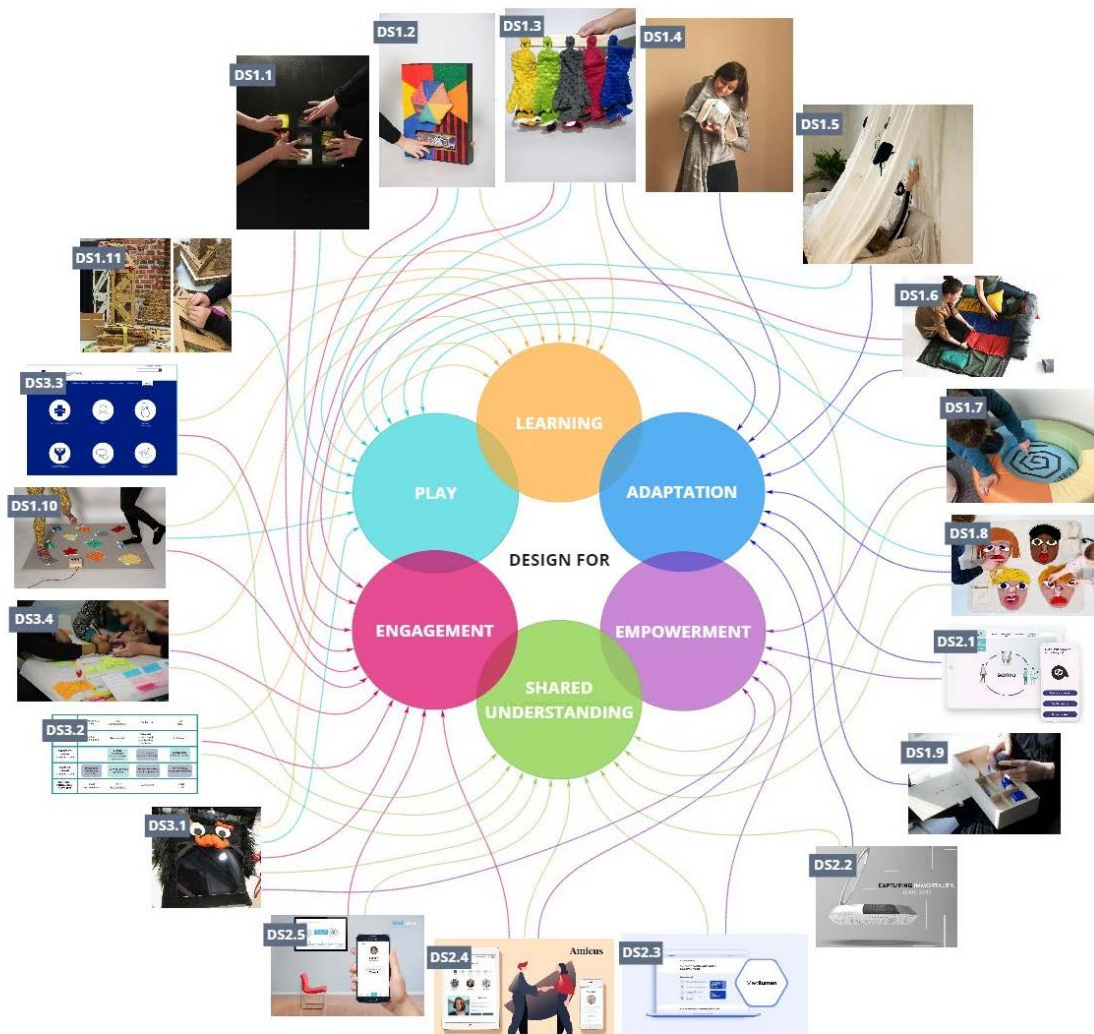 DS1.1
DS1.2
DS1.3
DS1.4
DS1.5
DS1.11
DS1.6
DS3.3
DS1.7
DS1.10
DS1.8
DS3.4
DS2.1
DS3.2
DS1.9
DS3.1
DS2.2
CAPTURING IMMORTALITY.
DS2.5
DS2.4
Amicus
DS2.3
Medilumen
LEARNING
PLAY
ADAPTATION
DESIGN FOR
ENGAGEMENT
EMPOWERMENT
SHARED
UNDERSTANDING